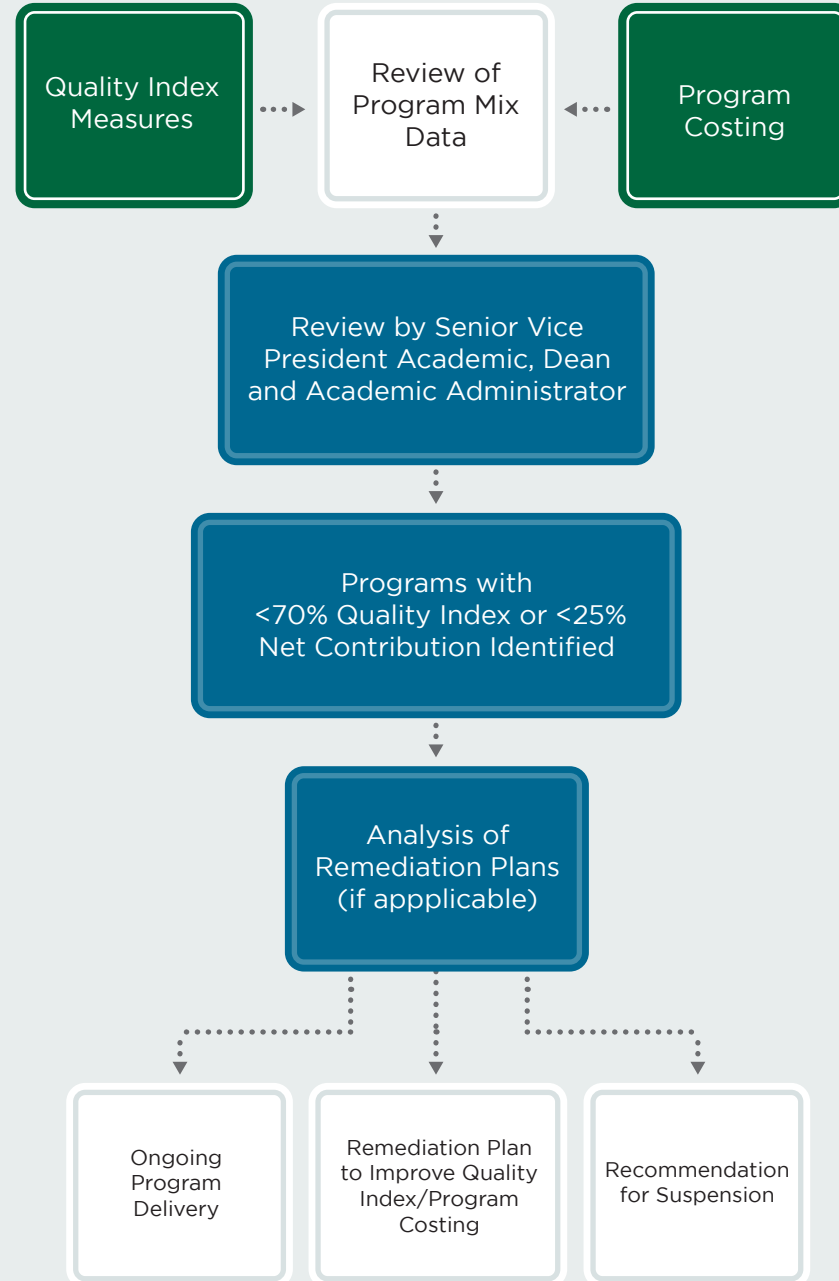 Quality Index
Measures
Review of
Program Mix
Data
Program
Costing
Review by Senior Vice
President Academic, Dean
and Academic Administrator
Programs with
<70% Quality Index or <25%
Net Contribution Identified
Analysis of
Remediation Plans
(if appplicable)
Ongoing
Program
Delivery
Remediation Plan
to Improve Quality
Index/Program
Costing
Recommendation
for Suspension